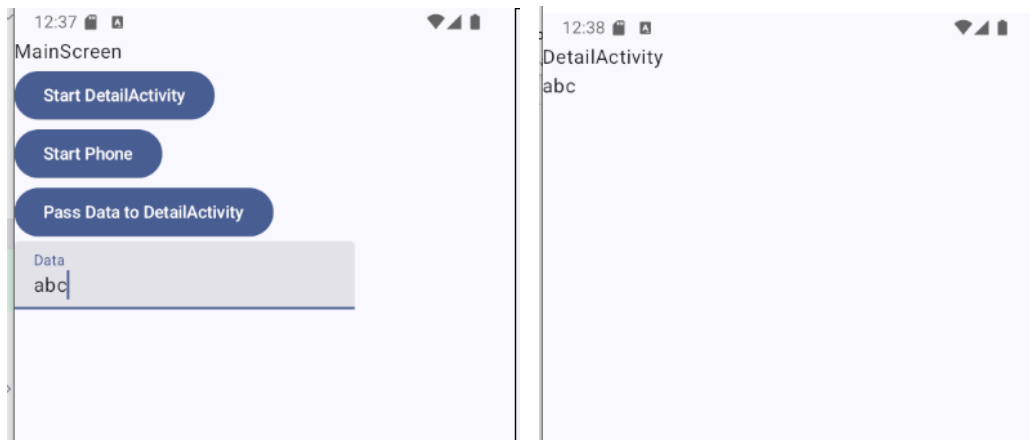 12:37
MainScreen
Start DetailActivity
Start Phone
Pass Data to DetailActivity
Data
abc
12:38
DetailActivity
abc